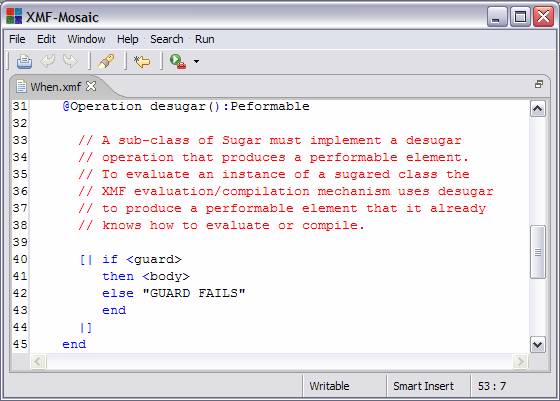 XMF-Mosaic
File Edit Window Help Search Run
When.xmf
31 @Operation desugar():Peformable
32
33 // A sub-class of Sugar must implement a desugar
34 // operation that produces a performable element.
35 // To evaluate an instance of a sugared class the
36 // XMF evaluation/compilation mechanism uses desugar
37 // to produce a performable element that it already
38 // knows how to evaluate or compile.
39
40 [| if <guard>
41 then <body>
42 else "GUARD FAILS"
43 end
44 |]
45 end
Writable Smart Insert 53 : 7